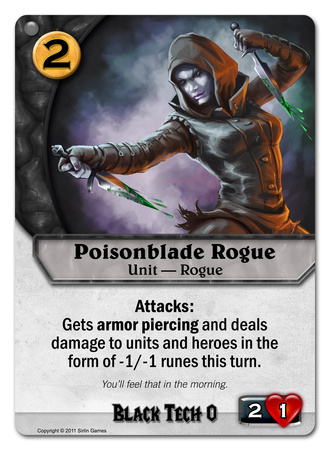 2
Poisonblade Rogue
Unit — Rogue
Attacks:
Gets armor piercing and deals
damage to units and heroes in the
form of -1/-1 runes this turn.
You'll feel that in the morning.
Black Tech 0
2 1
Copyright © 2011 Sirlin Games